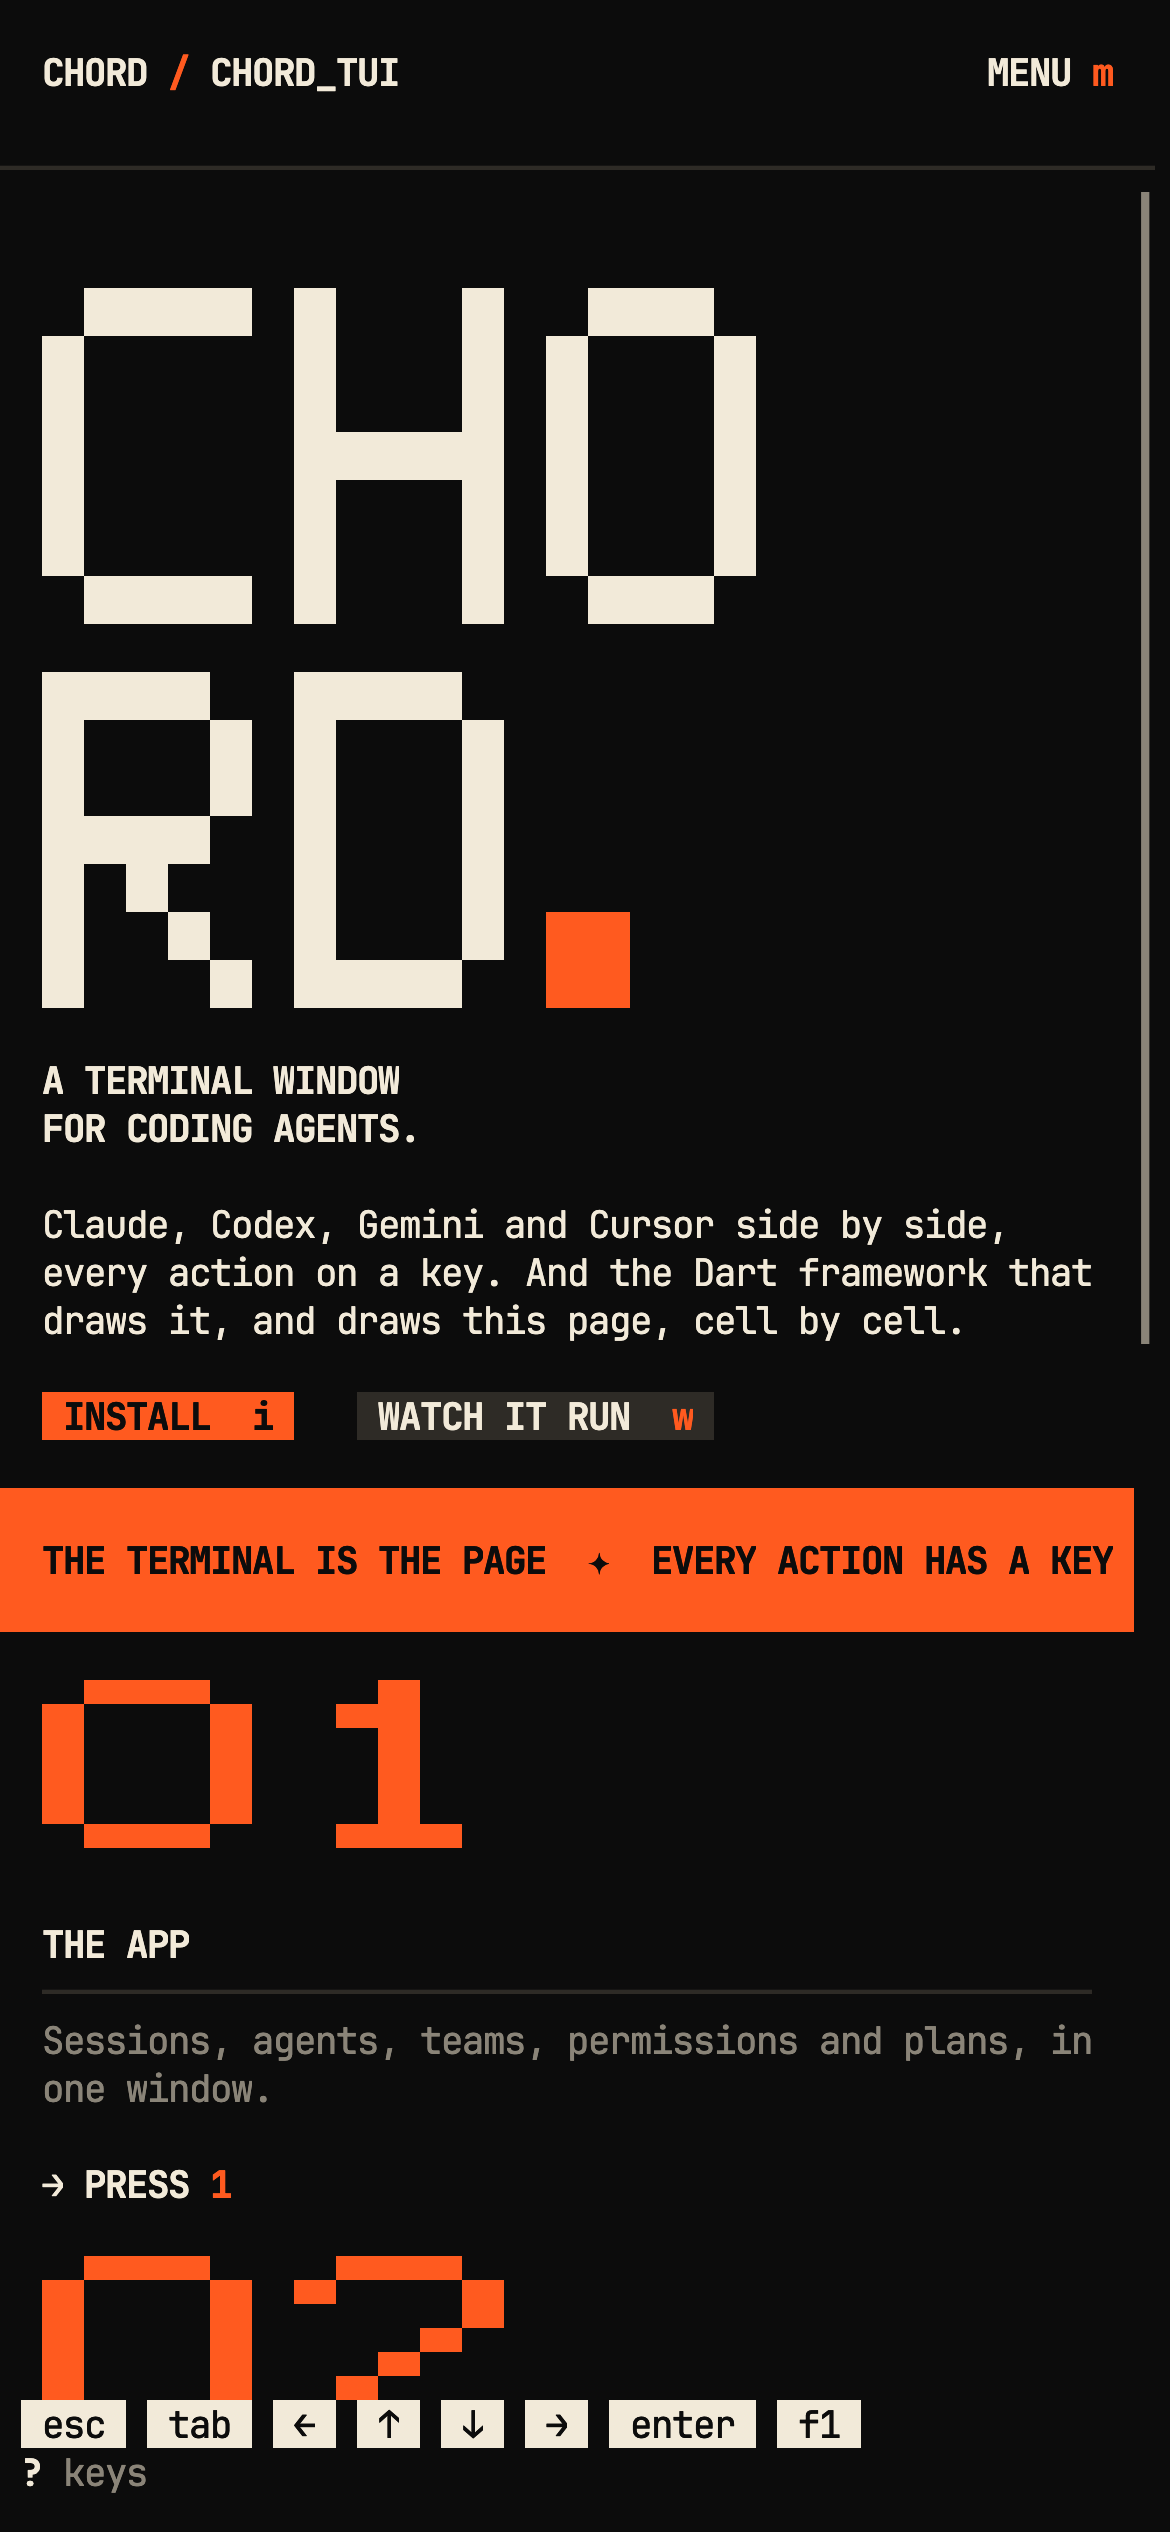 CHORD / CHORD_TUI MENU m
CHO
RD.
A TERMINAL WINDOW
FOR CODING AGENTS.
Claude, Codex, Gemini and Cursor side by side,
every action on a key. And the Dart framework that
draws it, and draws this page, cell by cell.
INSTALL i WATCH IT RUN w
THE TERMINAL IS THE PAGE ✦ EVERY ACTION HAS A KEY
01
THE APP
Sessions, agents, teams, permissions and plans, in
one window.
→ PRESS 1
02
esc tab ← ↑ ↓ → enter f1
? keys